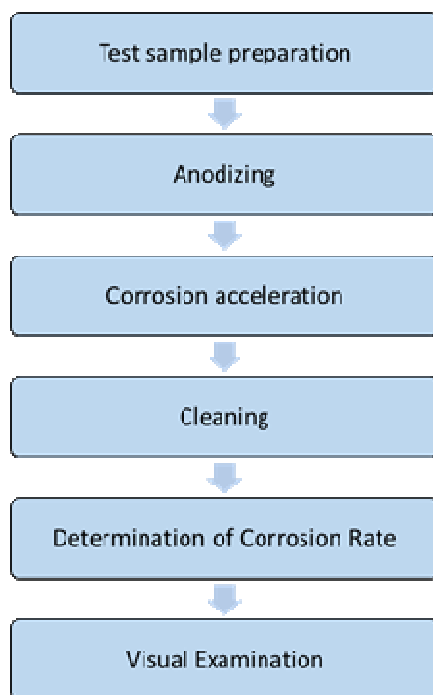 Test sample preparation
Anodizing
Corrosion acceleration
Cleaning
Determination of Corrosion Rate
Visual Examination